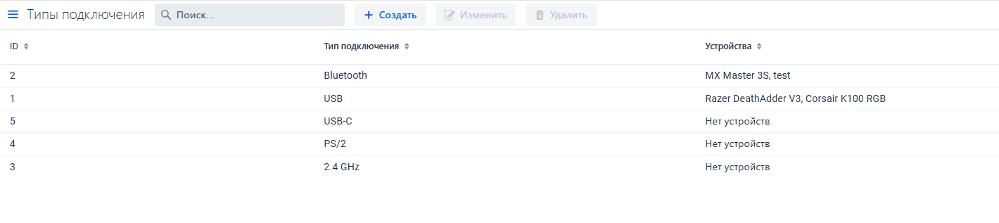 Типы подключения Поиск... + Создать Изменить Удалить
ID Тип подключения Устройства
2 Bluetooth MX Master 3S, test
1 USB Razer DeathAdder V3, Corsair K100 RGB
5 USB-C Нет устройств
4 PS/2 Нет устройств
3 2.4 GHz Нет устройств